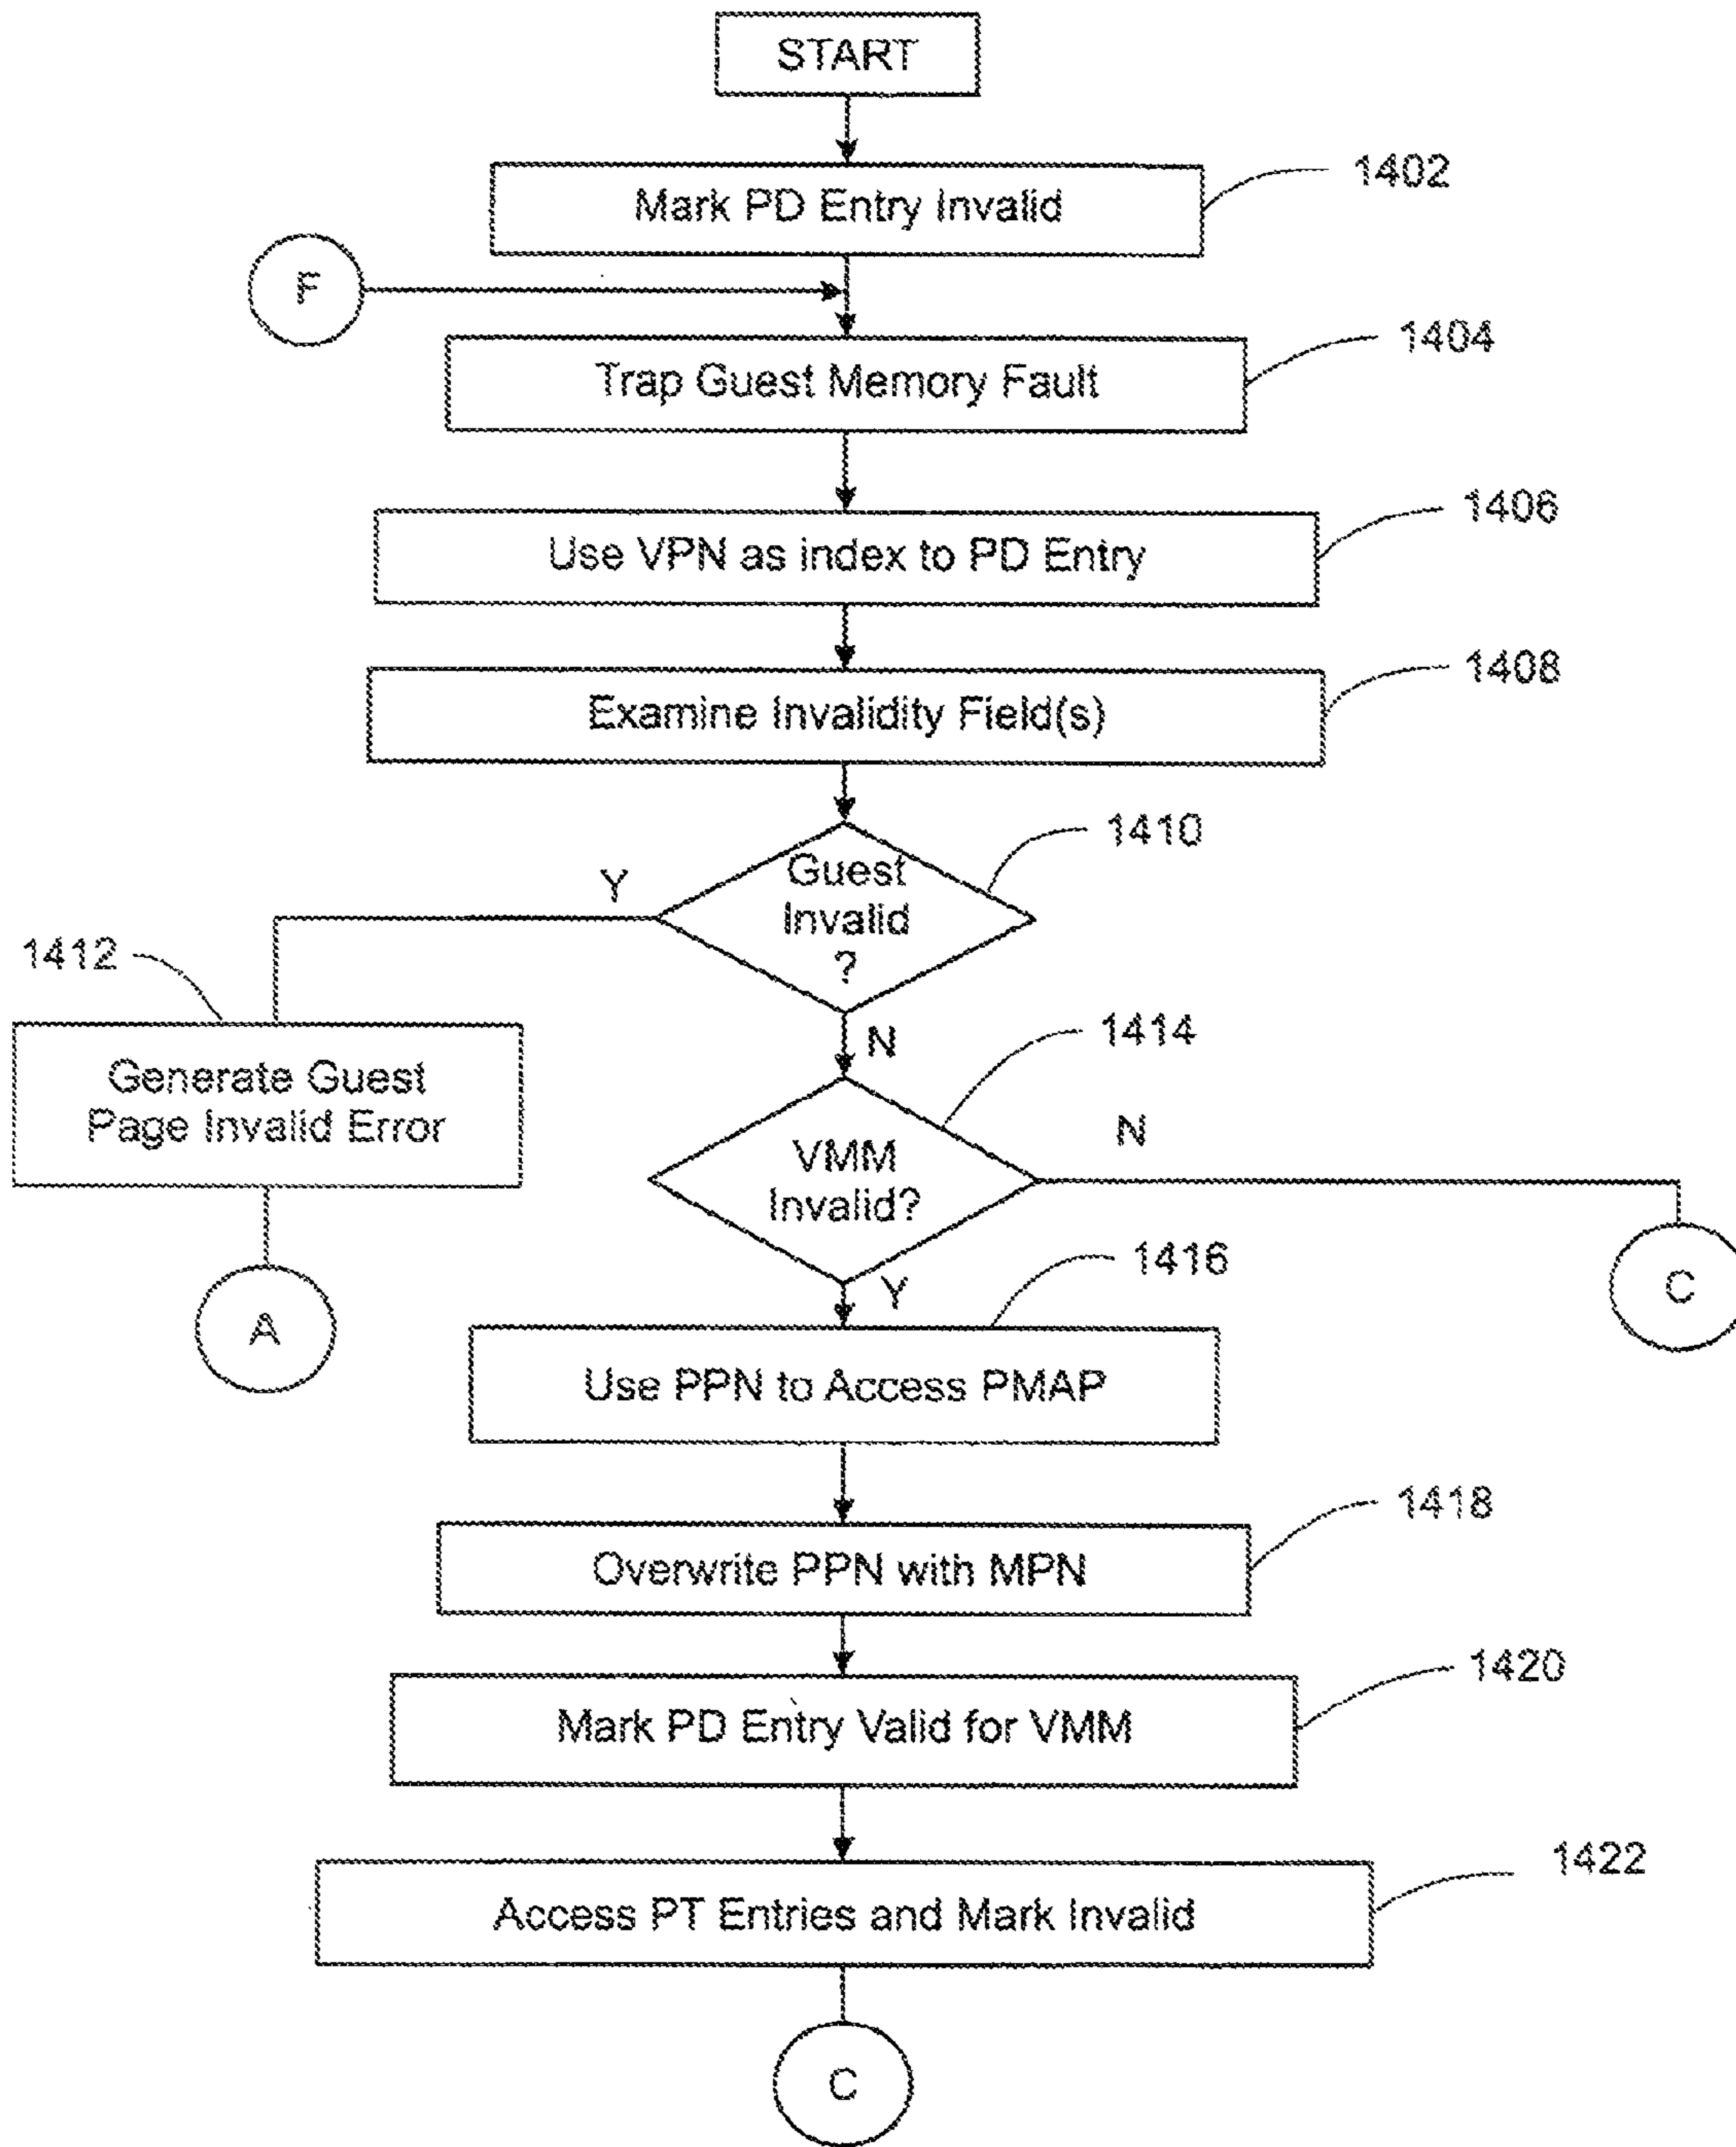 START
Mark PD Entry Invalid
1402
F
Trap Guest Memory Fault
1404
Use VPN as index to PD Entry
1406
Examine Invalidity Field(s)
1408
Guest
Invalid
?
1410
Y
1412
Generate Guest
Page Invalid Error
A
N
VMM
Invalid?
1414
N
C
Y
Use PPN to Access PMAP
1416
Overwrite PPN with MPN
1418
Mark PD Entry Valid for VMM
1420
Access PT Entries and Mark Invalid
1422
C